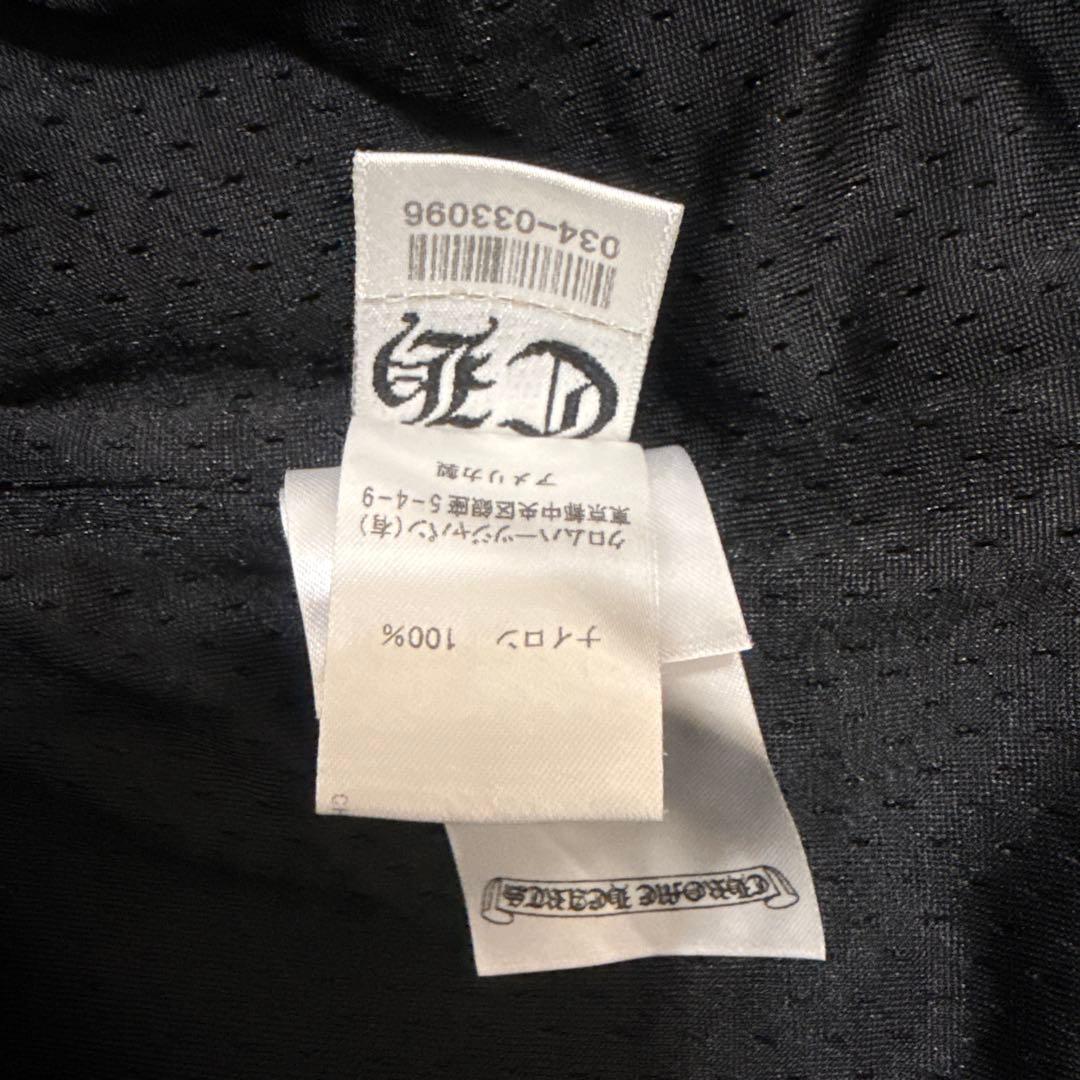 CHROME HEARTS
ナイロン 100%
クロムハーツジャパン(有)
東京都中央区銀座5-4-9
アメリカ製
CH
034-033096